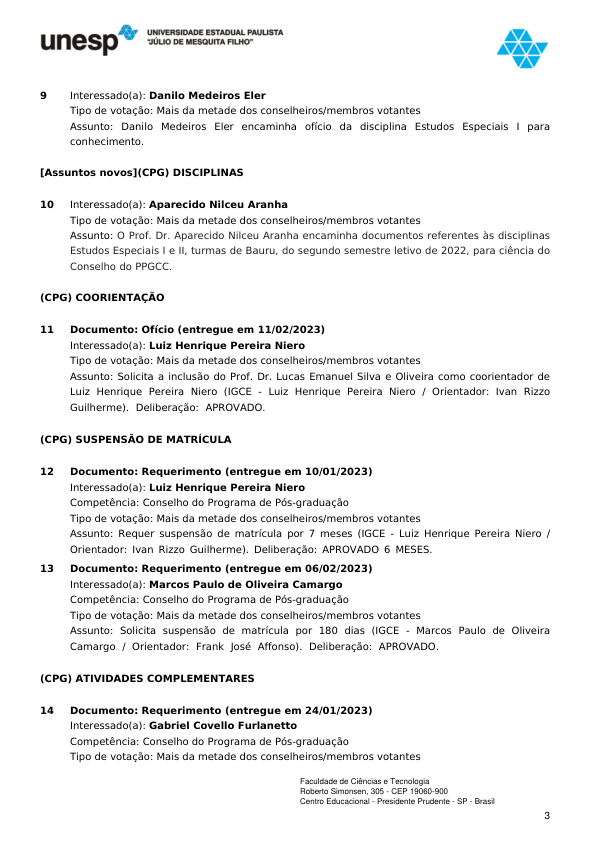 unesp
UNIVERSIDADE ESTADUAL PAULISTA
"JÚLIO DE MESQUITA FILHO"
9 Interessado(a): Danilo Medeiros Eler
Tipo de votação: Mais da metade dos conselheiros/membros votantes
Assunto: Danilo Medeiros Eler encaminha ofício da disciplina Estudos Especiais I para
conhecimento.
[Assuntos novos](CPG) DISCIPLINAS
10 Interessado(a): Aparecido Nilceu Aranha
Tipo de votação: Mais da metade dos conselheiros/membros votantes
Assunto: O Prof. Dr. Aparecido Nilceu Aranha encaminha documentos referentes às disciplinas
Estudos Especiais I e II, turmas de Bauru, do segundo semestre letivo de 2022, para ciência do
Conselho do PPGCC.
(CPG) COORIENTAÇÃO
11 Documento: Ofício (entregue em 11/02/2023)
Interessado(a): Luiz Henrique Pereira Niero
Tipo de votação: Mais da metade dos conselheiros/membros votantes
Assunto: Solicita a inclusão do Prof. Dr. Lucas Emanuel Silva e Oliveira como coorientador de
Luiz Henrique Pereira Niero (IGCE - Luiz Henrique Pereira Niero / Orientador: Ivan Rizzo
Guilherme). Deliberação: APROVADO.
(CPG) SUSPENSÃO DE MATRÍCULA
12 Documento: Requerimento (entregue em 10/01/2023)
Interessado(a): Luiz Henrique Pereira Niero
Competência: Conselho do Programa de Pós-graduação
Tipo de votação: Mais da metade dos conselheiros/membros votantes
Assunto: Requer suspensão de matrícula por 7 meses (IGCE - Luiz Henrique Pereira Niero /
Orientador: Ivan Rizzo Guilherme). Deliberação: APROVADO 6 MESES.
13 Documento: Requerimento (entregue em 06/02/2023)
Interessado(a): Marcos Paulo de Oliveira Camargo
Competência: Conselho do Programa de Pós-graduação
Tipo de votação: Mais da metade dos conselheiros/membros votantes
Assunto: Solicita suspensão de matrícula por 180 dias (IGCE - Marcos Paulo de Oliveira
Camargo / Orientador: Frank José Affonso). Deliberação: APROVADO.
(CPG) ATIVIDADES COMPLEMENTARES
14 Documento: Requerimento (entregue em 24/01/2023)
Interessado(a): Gabriel Covello Furlanetto
Competência: Conselho do Programa de Pós-graduação
Tipo de votação: Mais da metade dos conselheiros/membros votantes
Faculdade de Ciências e Tecnologia
Roberto Simonsen, 305 - CEP 19060-900
Centro Educacional - Presidente Prudente - SP - Brasil
3